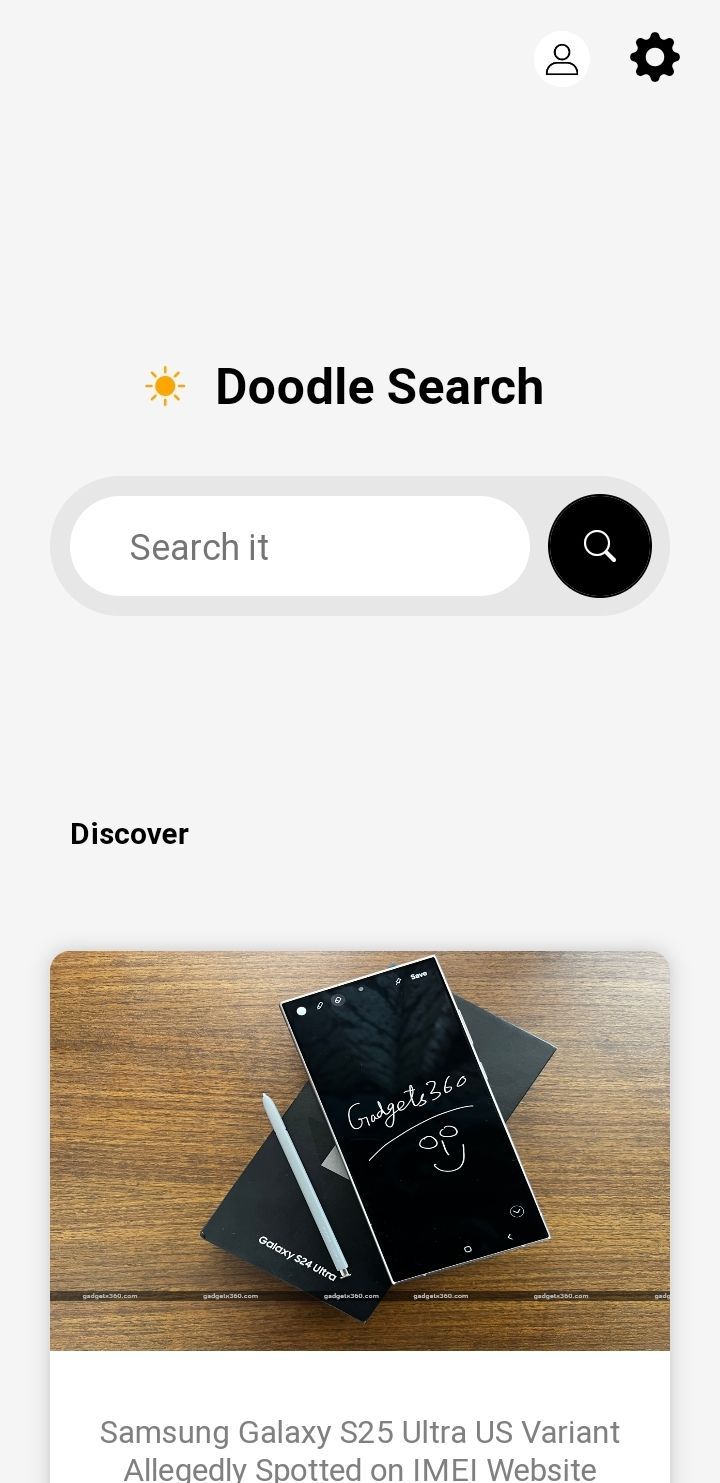 Doodle Search
Search it
Discover
Save
Gadgets360
Galaxy S24 Ultra
gadgets360.com gadgets360.com gadgets360.com gadgets360.com gadgets360.com
Samsung Galaxy S25 Ultra US Variant
Allegedly Spotted on IMEI Website